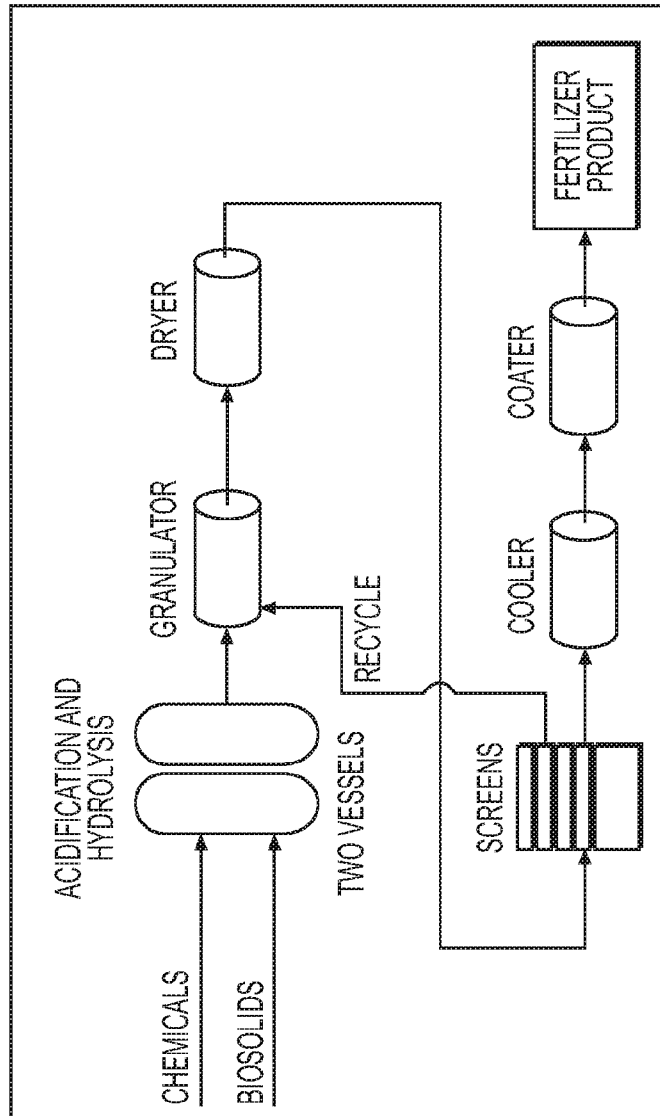 CHEMICALS
BIOSOLIDS
ACIDIFICATION AND
HYDROLYSIS
TWO VESSELS
GRANULATOR
DRYER
RECYCLE
SCREENS
COOLER
COATER
FERTILIZER
PRODUCT